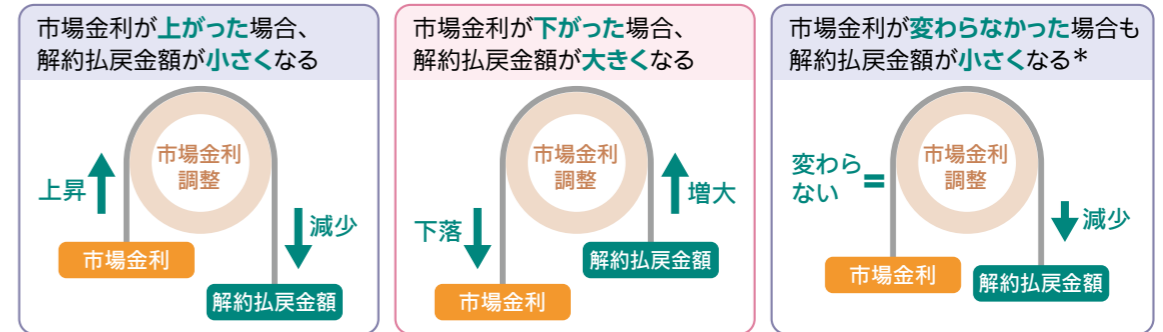 市場金利が上がった場合、
解約払戻金額が小さくなる
市場金利
調整
上昇
減少
市場金利
解約払戻金額
市場金利が下がった場合、
解約払戻金額が大きくなる
市場金利
調整
下落
増大
解約払戻金額
市場金利
市場金利が変わらなかった場合も
解約払戻金額が小さくなる*
市場金利
調整
変わら
ない
=
減少
市場金利
解約払戻金額